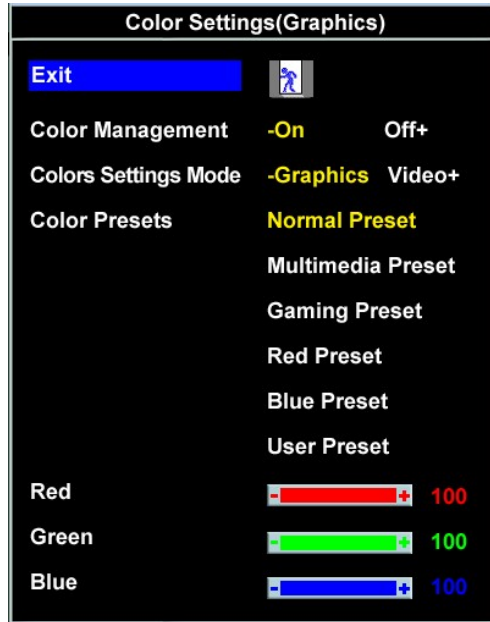 Color Settings(Graphics)
Exit
Color Management -On Off+
Colors Settings Mode -Graphics Video+
Color Presets Normal Preset
Multimedia Preset
Gaming Preset
Red Preset
Blue Preset
User Preset
Red - + 100
Green - + 100
Blue - + 100